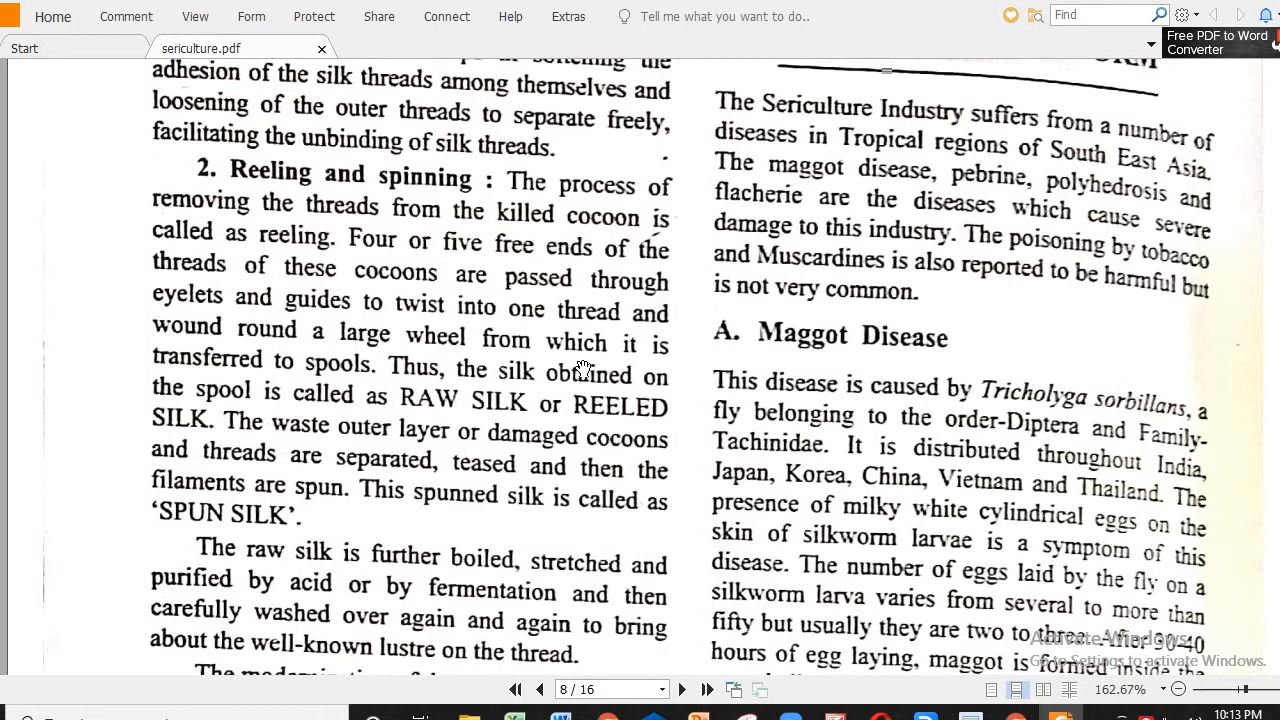 Home Comment View Form Protect Share Connect Help Extras Tell me what you want to do.. Find
Free PDF to Word
Converter
Start sericulture.pdf
adhesion of the silk threads among themselves and
loosening of the outer threads to separate freely,
facilitating the unbinding of silk threads.
2. Reeling and spinning : The process of
removing the threads from the killed cocoon is
called as reeling. Four or five free ends of the
threads of these cocoons are passed through
eyelets and guides to twist into one thread and
wound round a large wheel from which it is
transferred to spools. Thus, the silk obtained on
the spool is called as RAW SILK or REELED
SILK. The waste outer layer or damaged cocoons
and threads are separated, teased and then the
filaments are spun. This spunned silk is called as
‘SPUN SILK’.
The raw silk is further boiled, stretched and
purified by acid or by fermentation and then
carefully washed over again and again to bring
about the well-known lustre on the thread.
The Sericulture Industry suffers from a number of
diseases in Tropical regions of South East Asia.
The maggot disease, pebrine, polyhedrosis and
flacherie are the diseases which cause severe
damage to this industry. The poisoning by tobacco
and Muscardines is also reported to be harmful but
is not very common.
A. Maggot Disease
This disease is caused by Tricholyga sorbillans, a
fly belonging to the order-Diptera and Family-
Tachinidae. It is distributed throughout India,
Japan, Korea, China, Vietnam and Thailand. The
presence of milky white cylindrical eggs on the
skin of silkworm larvae is a symptom of this
disease. The number of eggs laid by the fly on a
silkworm larva varies from several to more than
fifty but usually they are two to three. After 30-40
hours of egg laying, maggot is formed inside the
Activate Windows
Go to Settings to activate Windows.
8 / 16 162.67%
10:13 PM